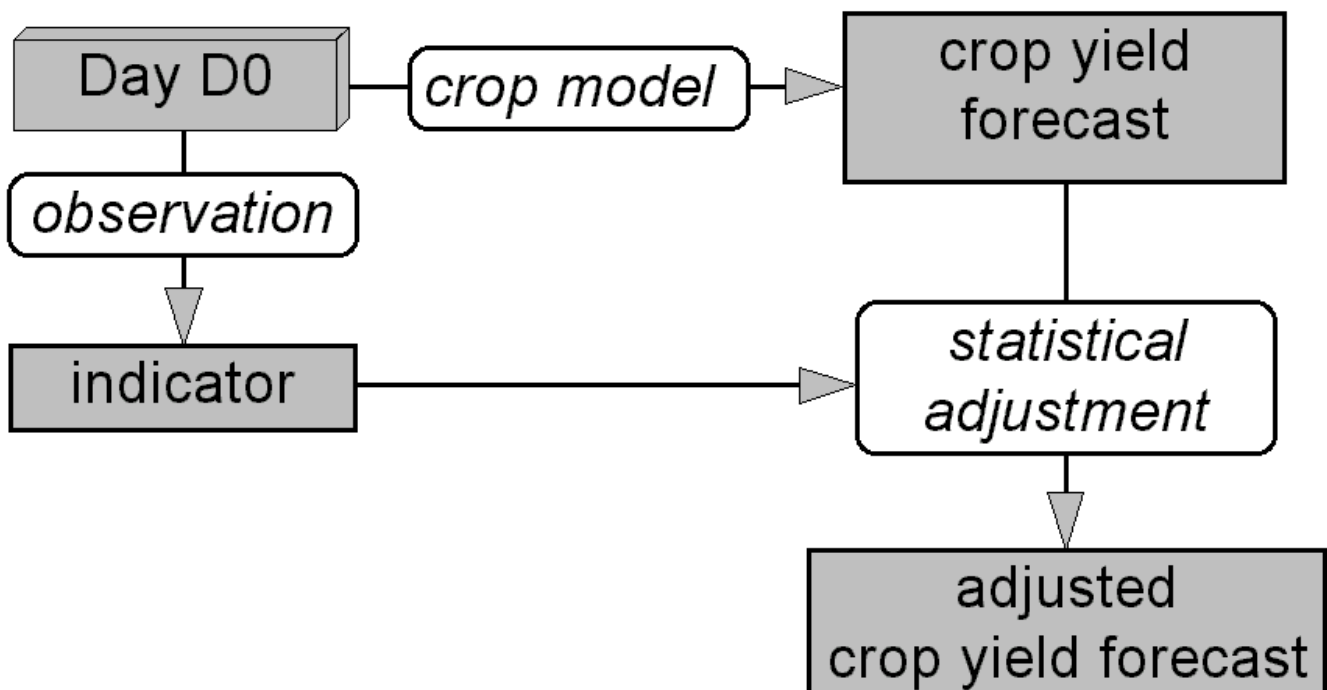 Day D0
crop model
crop yield
forecast
observation
indicator
statistical
adjustment
adjusted
crop yield forecast